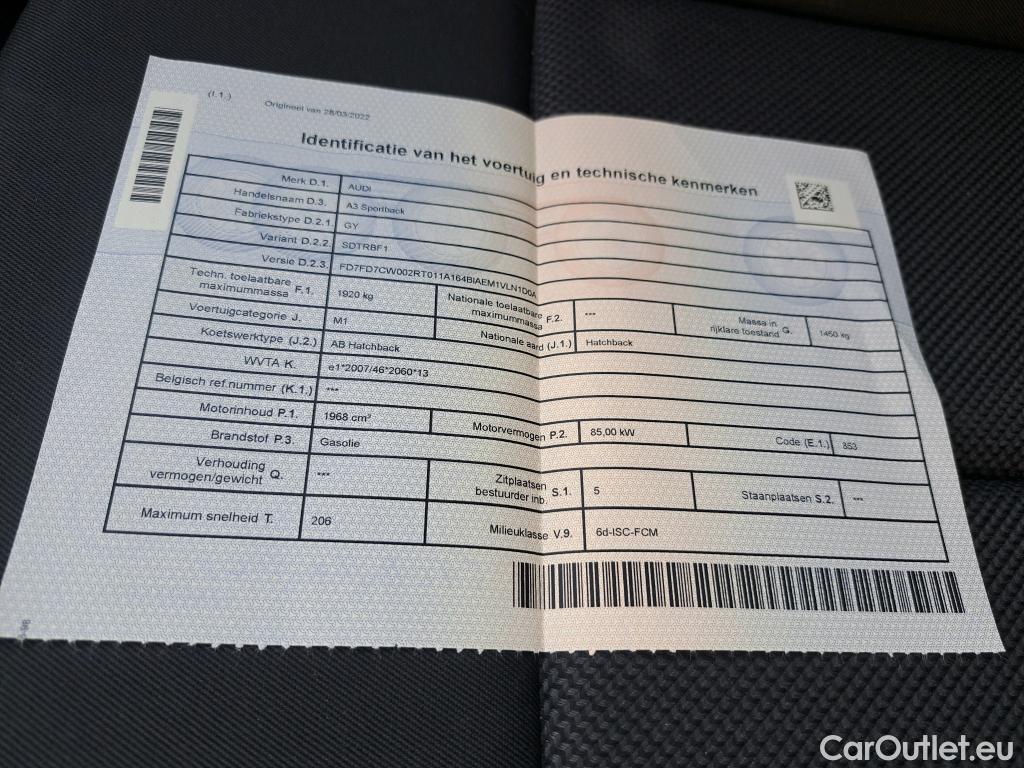 (I.1.) Origineel van 28/03/2022
Identificatie van het voertuig en technische kenmerken
Merk D.1. AUDI
Handelsnaam D.3. A3 Sportback
Fabriekstype D.2.1. GY
Variant D.2.2. SDTRBF1
Versie D.2.3. FD7FD7CW002RT011A164BIAEM1VLN1D0A
Techn. toelaatbare maximummassa F.1. 1920 kg Nationale toelaatbare maximummassa F.2. *** Massa in rijklare toestand G. 1450 kg
Voertuigcategorie J. M1 Nationale aard (J.1.) Hatchback
Koetswerktype (J.2.) AB Hatchback
WVTA K. e1*2007/46*2060*13
Belgisch ref.nummer (K.1.) ***
Motorinhoud P.1. 1968 cm³ Motorvermogen P.2. 85,00 kW Code (E.1.) 853
Brandstof P.3. Gasolie
Verhouding vermogen/gewicht Q. *** Zitplaatsen bestuurder inb. S.1. 5 Staanplaatsen S.2. ***
Maximum snelheid T. 206 Milieuklasse V.9. 6d-ISC-FCM
CarOutlet.eu